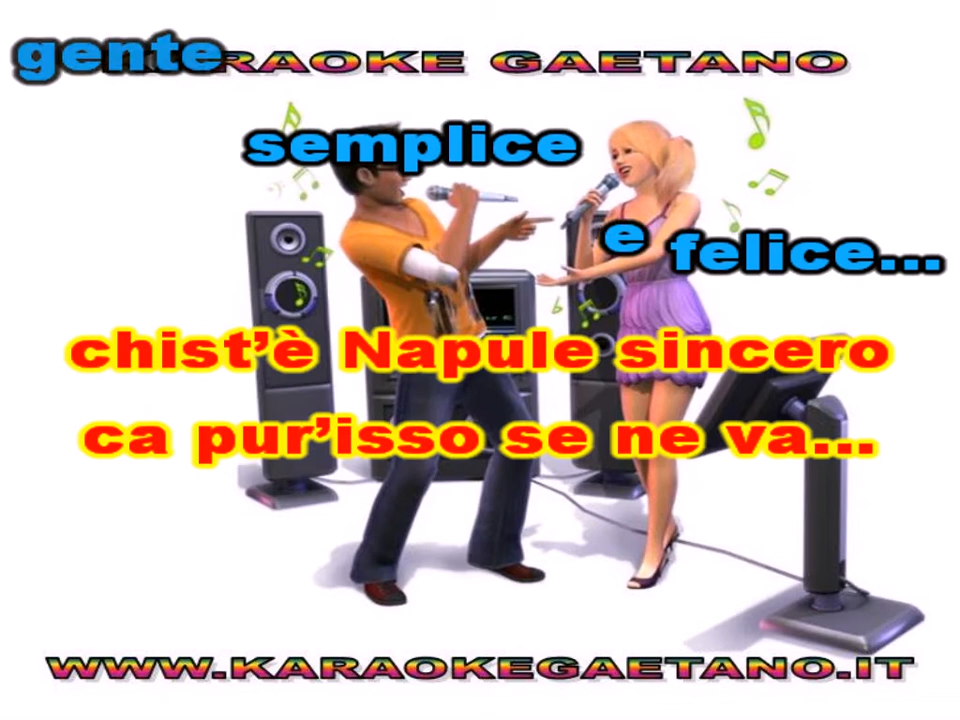 gente
KARAOKE GAETANO
semplice
e felice...
chist'è Napule sincero
ca pur'isso se ne va...
WWW.KARAOKEGAETANO.IT